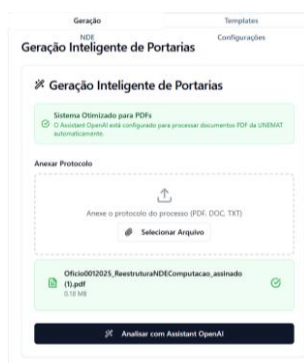 Geração Templates
NDE Configurações
Geração Inteligente de Portarias
Geração Inteligente de Portarias
Sistema Otimizado para PDFs
O Assistant OpenAI está configurado para processar documentos PDF da UNEMAT
automaticamente.
Anexar Protocolo
Anexe o protocolo do processo (PDF, DOC, TXT)
Selecionar Arquivo
Oficio0012025_ReestruturaNDEComputacao_assinado
(1).pdf
0.18 MB
Analisar com Assistant OpenAI